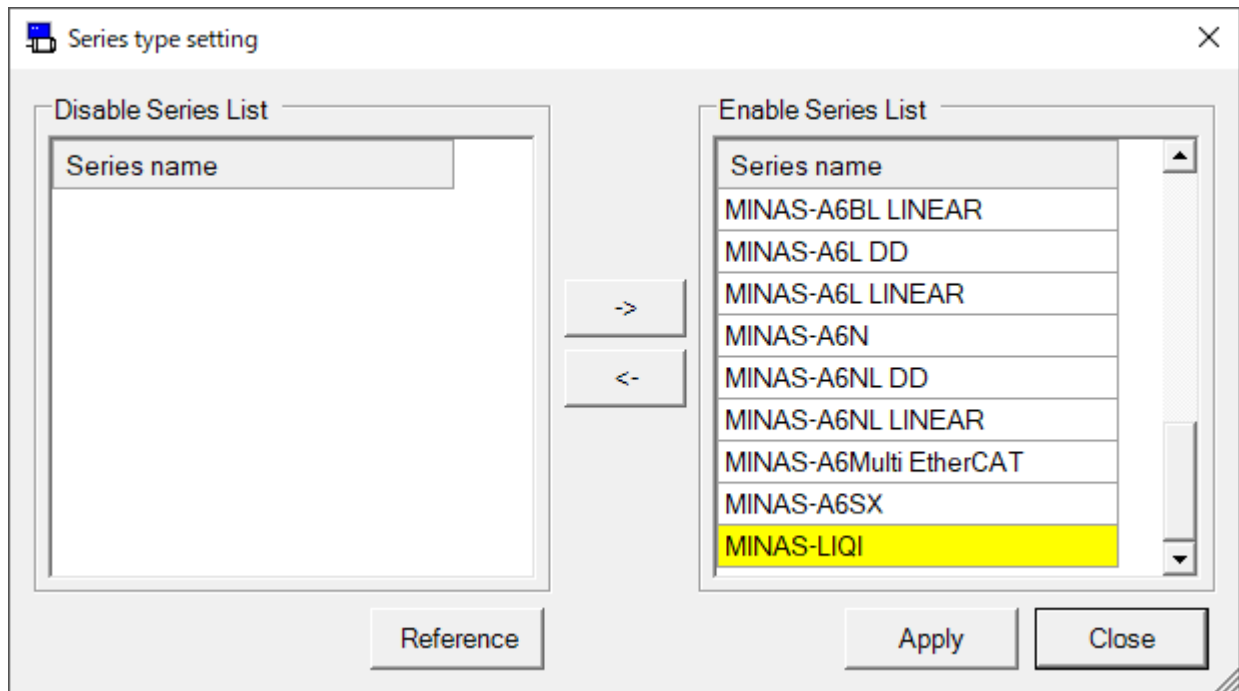 Series type setting
Disable Series List
Series name
->
<-
Reference
Enable Series List
Series name
MINAS-A6BL LINEAR
MINAS-A6L DD
MINAS-A6L LINEAR
MINAS-A6N
MINAS-A6NL DD
MINAS-A6NL LINEAR
MINAS-A6Multi EtherCAT
MINAS-A6SX
MINAS-LIQI
Apply
Close